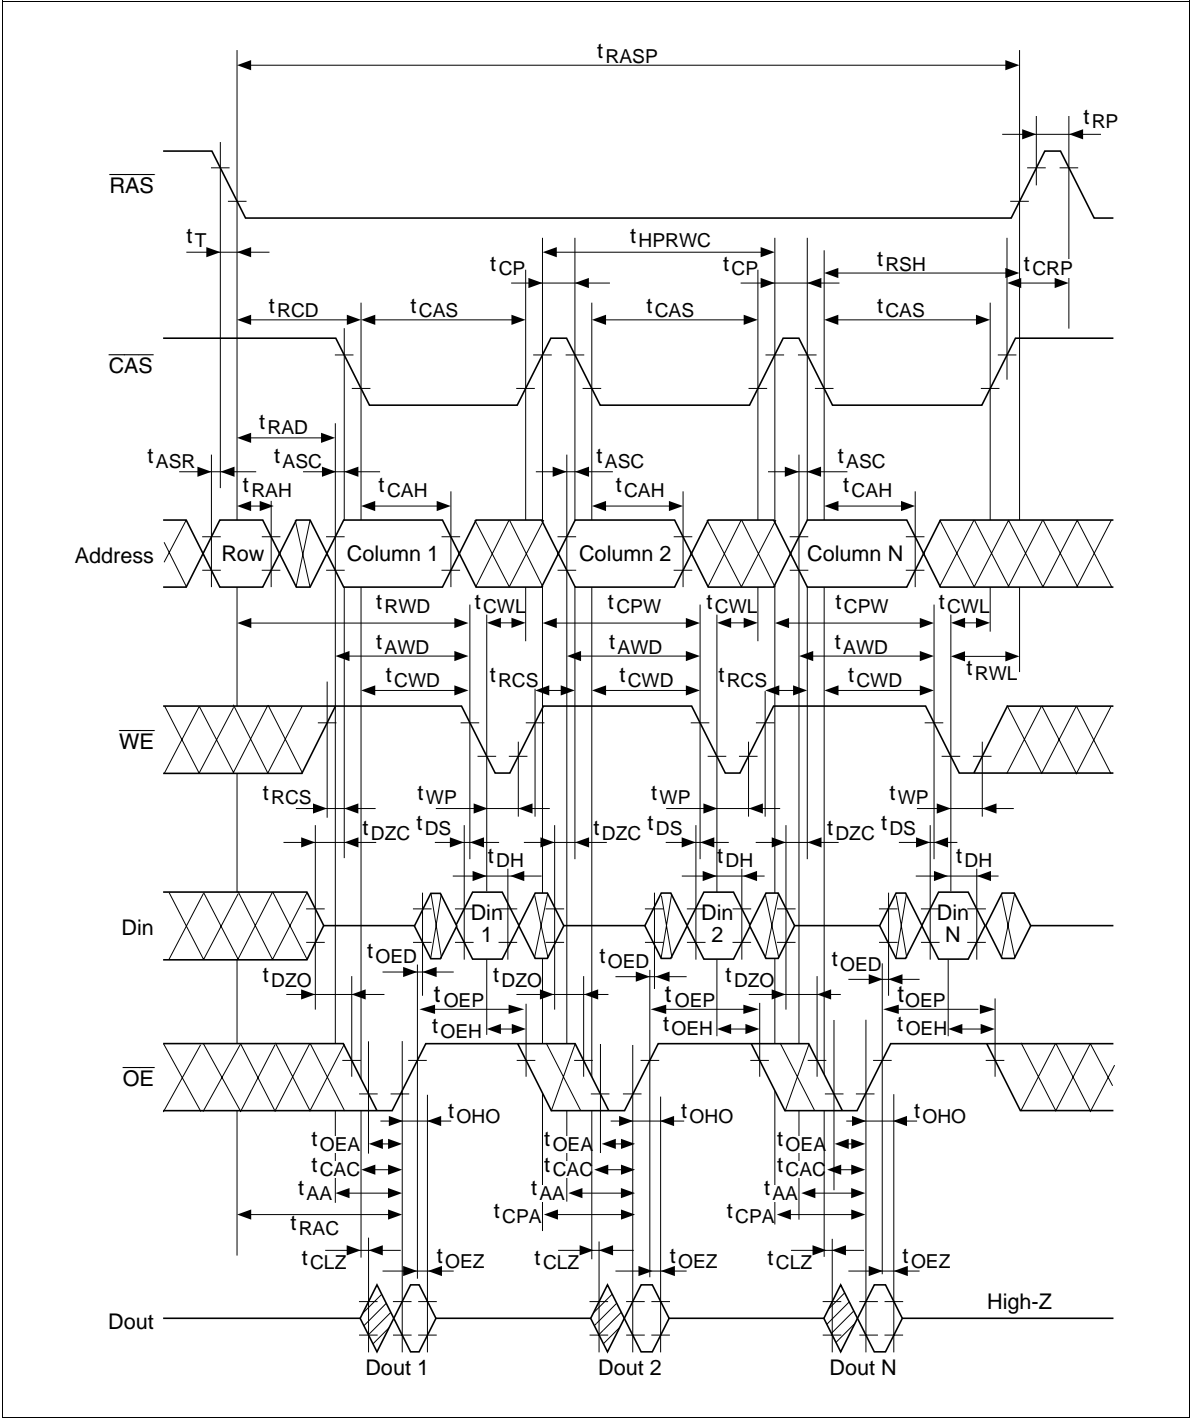 tRASP
tRP
RAS
tT tHPRWC
tCP tCP tRSH tCRP
tRCD tCAS tCAS tCAS
CAS
tRAD
tASR tASC tASC tASC
tRAH tCAH tCAH tCAH
Address Row Column 1 Column 2 Column N
tRWD tCWL tCPW tCWL tCPW tCWL
tAWD tAWD tAWD
tCWD tRCS tCWD tRCS tCWD tRWL
WE
tRCS tWP tWP tWP
tDZC tDS tDZC tDS tDZC tDS
tDH tDH tDH
Din Din 1 Din 2 Din N
tOED tOED tOED
tDZO tDZO tDZO
tOEP tOEP tOEP
tOEH tOEH tOEH
OE
tOHO tOHO tOHO
tOEA tOEA tOEA
tCAC tCAC tCAC
tAA tAA tAA
tRAC tCPA tCPA
tCLZ tOEZ tCLZ tOEZ tCLZ tOEZ
High-Z
Dout
Dout 1 Dout 2 Dout N